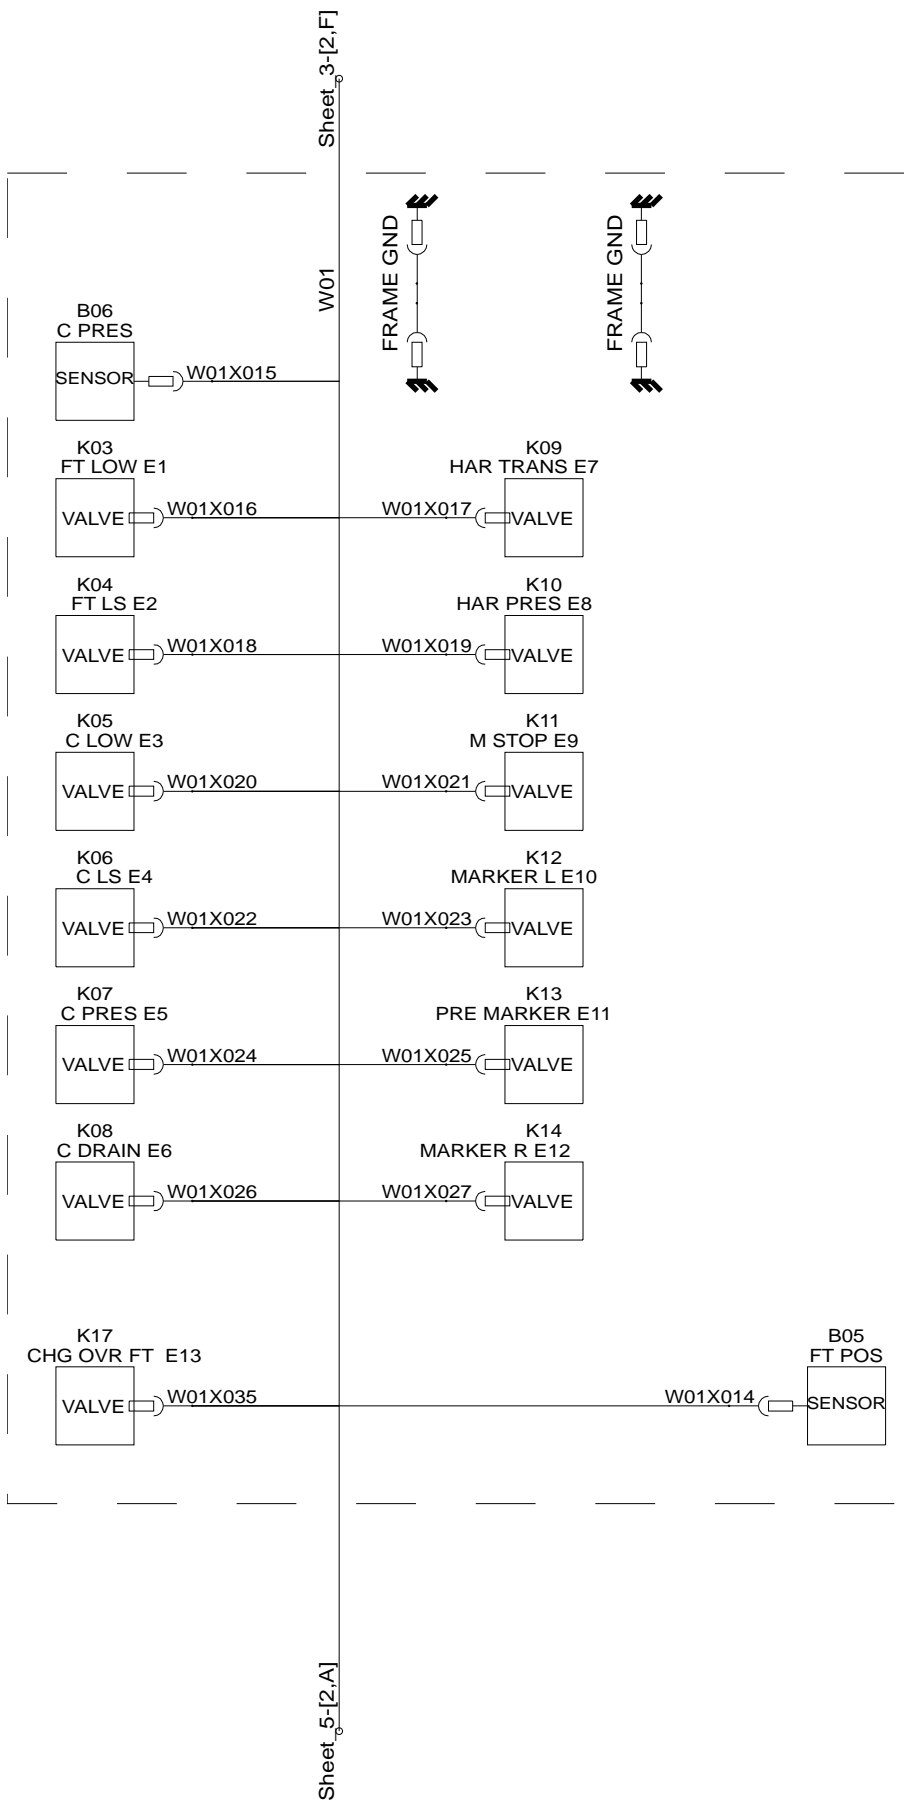 Sheet_3-[2,F]
W01
FRAME GND
FRAME GND
B06
C PRES
SENSOR
W01X015
K03
FT LOW E1
VALVE
W01X016
W01X017
K09
HAR TRANS E7
VALVE
K04
FT LS E2
VALVE
W01X018
W01X019
K10
HAR PRES E8
VALVE
K05
C LOW E3
VALVE
W01X020
W01X021
K11
M STOP E9
VALVE
K06
C LS E4
VALVE
W01X022
W01X023
K12
MARKER L E10
VALVE
K07
C PRES E5
VALVE
W01X024
W01X025
K13
PRE MARKER E11
VALVE
K08
C DRAIN E6
VALVE
W01X026
W01X027
K14
MARKER R E12
VALVE
K17
CHG OVR FT E13
VALVE
W01X035
W01X014
B05
FT POS
SENSOR
Sheet_5-[2,A]